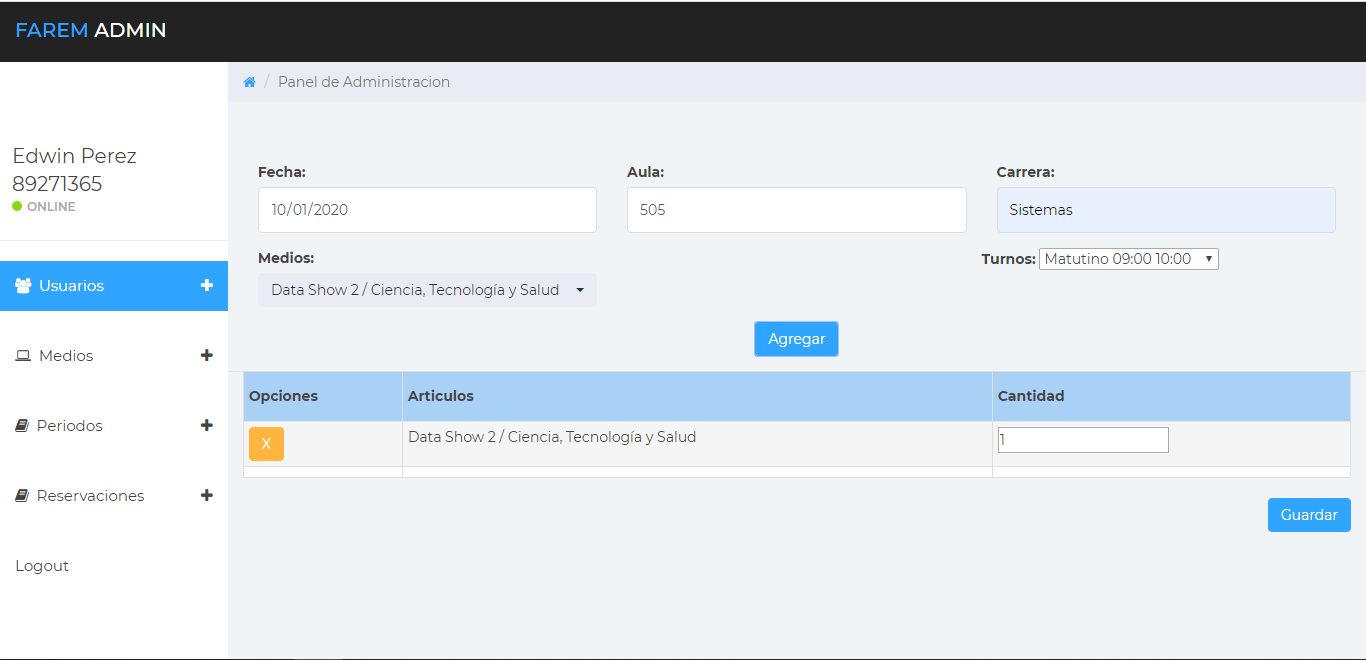 FAREM ADMIN
/ Panel de Administracion
Edwin Perez
89271365
ONLINE
Usuarios
Medios
Periodos
Reservaciones
Logout
Fecha: Aula: Carrera:
10/01/2020 505 Sistemas
Medios: Turnos: Matutino 09:00 10:00
Data Show 2 / Ciencia, Tecnología y Salud
Agregar
Opciones Articulos Cantidad
X Data Show 2 / Ciencia, Tecnología y Salud 1
Guardar